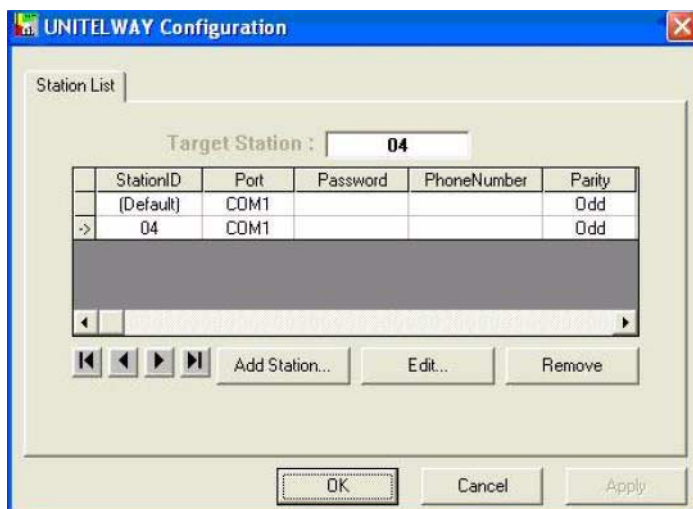 UNITELWAY Configuration
Station List
Target Station : 04
StationID Port Password PhoneNumber Parity
(Default) COM1 Odd
-> 04 COM1 Odd
Add Station... Edit... Remove
OK Cancel Apply